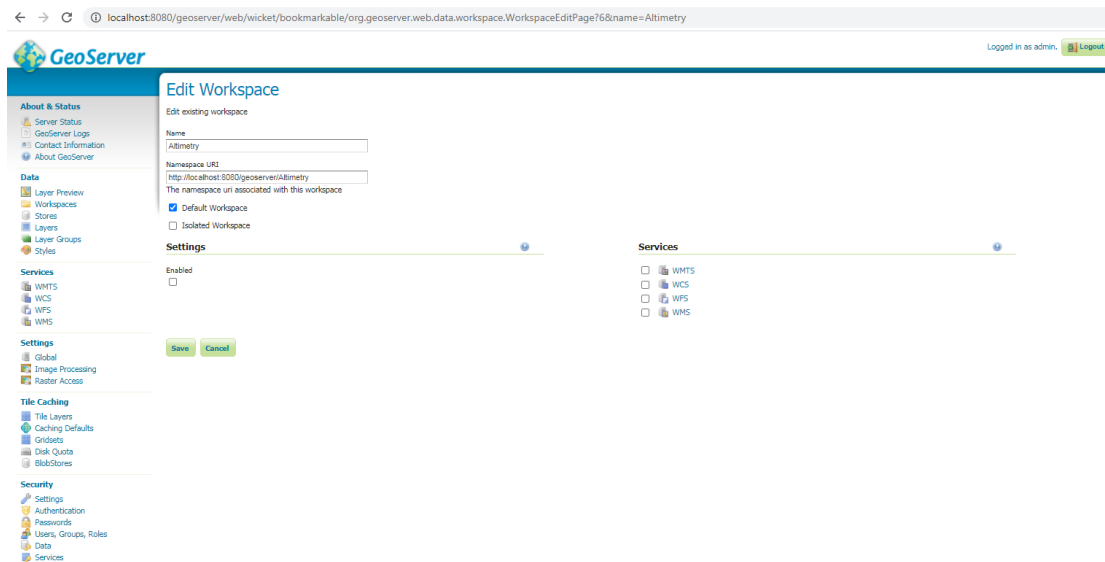 localhost:8080/geoserver/web/wicket/bookmarkable/org.geoserver.web.data.workspace.WorkspaceEditPage?6&name=Altimetry
GeoServer
Logged in as admin.
Logout
About & Status
Server Status
GeoServer Logs
Contact Information
About GeoServer
Data
Layer Preview
Workspaces
Stores
Layers
Layer Groups
Styles
Services
WMTS
WCS
WFS
WMS
Settings
Global
Image Processing
Raster Access
Tile Caching
Tile Layers
Caching Defaults
Gridsets
Disk Quota
BlobStores
Security
Settings
Authentication
Passwords
Users, Groups, Roles
Data
Services
Edit Workspace
Edit existing workspace
Name
Altimetry
Namespace URI
http://localhost:8080/geoserver/Altimetry
The namespace uri associated with this workspace
Default Workspace
Isolated Workspace
Settings
Enabled
Services
WMTS
WCS
WFS
WMS
Save Cancel